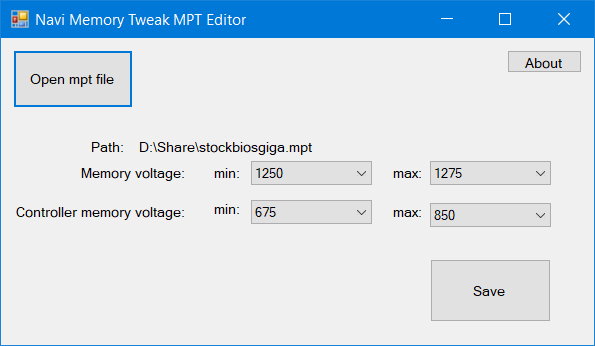 Navi Memory Tweak MPT Editor
Open mpt file
About
Path: D:\Share\stockbiosgiga.mpt
Memory voltage: min: 1250 max: 1275
Controller memory voltage: min: 675 max: 850
Save